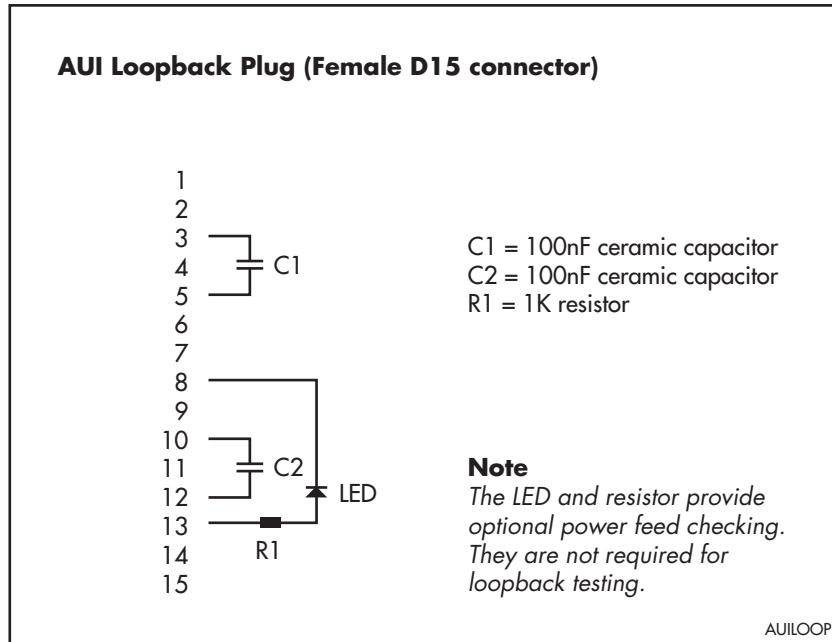 AUI Loopback Plug (Female D15 connector)
1
2
3
4
5
6
7
8
9
10
11
12
13
14
15
C1
C2
LED
R1
C1 = 100nF ceramic capacitor
C2 = 100nF ceramic capacitor
R1 = 1K resistor
Note
The LED and resistor provide
optional power feed checking.
They are not required for
loopback testing.
AUILOOP